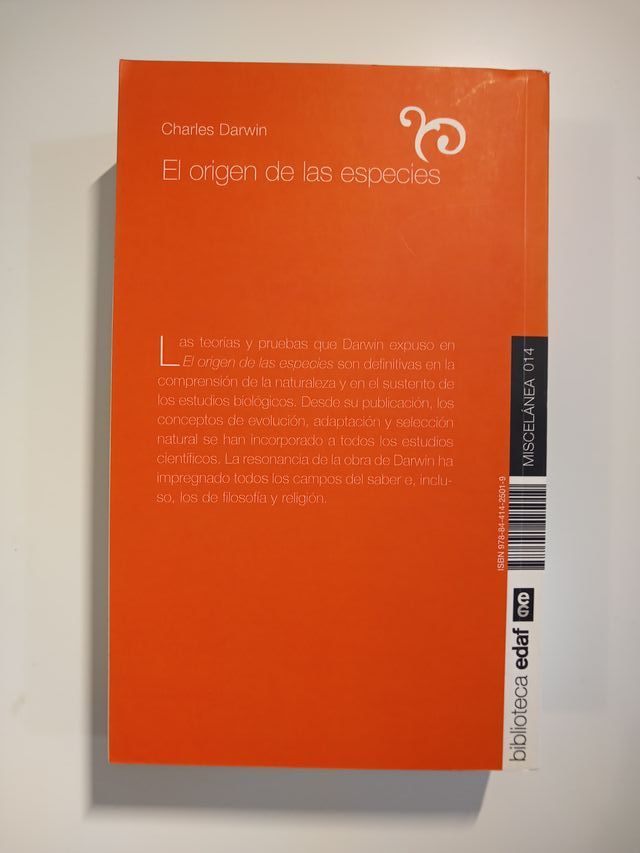 Charles Darwin
El origen de las especies
Las teorías y pruebas que Darwin expuso en
El origen de las especies son definitivas en la
comprensión de la naturaleza y en el sustento de
los estudios biológicos. Desde su publicación, los
conceptos de evolución, adaptación y selección
natural se han incorporado a todos los estudios
científicos. La resonancia de la obra de Darwin ha
impregnado todos los campos del saber e, inclu-
so, los de filosofía y religión.
MISCELÁNEA 014
ISBN 978-84-414-2501-9
biblioteca edaf